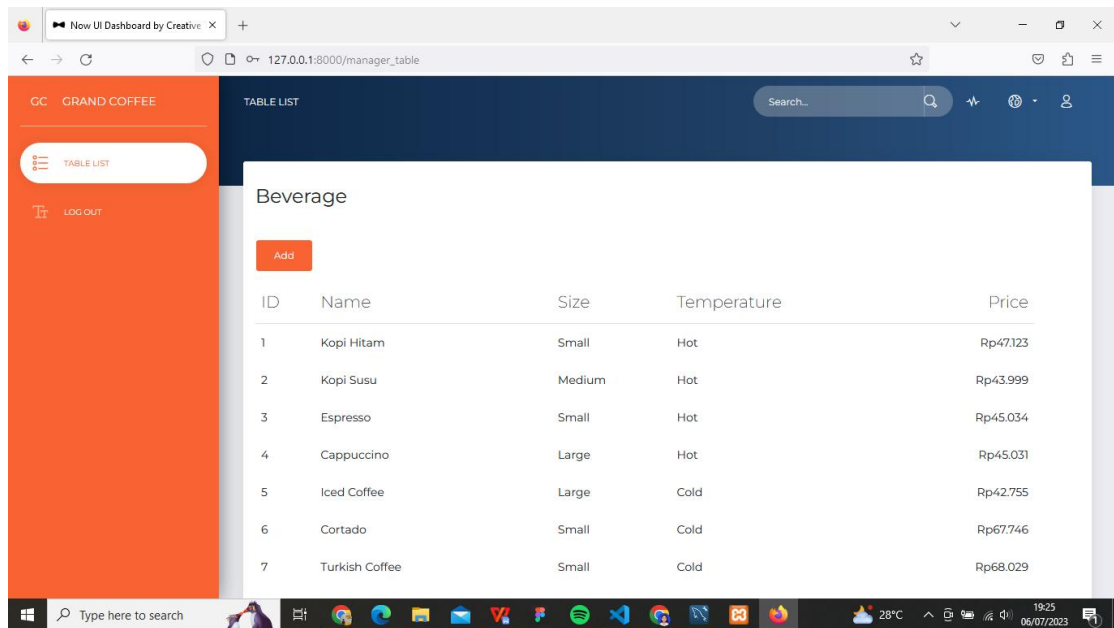 Now UI Dashboard by Creative
127.0.0.1:8000/manager_table
GC GRAND COFFEE
TABLE LIST
Search...
TABLE LIST
LOG OUT
Beverage
Add
ID Name Size Temperature Price
1 Kopi Hitam Small Hot Rp47.123
2 Kopi Susu Medium Hot Rp43.999
3 Espresso Small Hot Rp45.034
4 Cappuccino Large Hot Rp45.031
5 Iced Coffee Large Cold Rp42.755
6 Cortado Small Cold Rp67.746
7 Turkish Coffee Small Cold Rp68.029
Type here to search
28°C
19:25
06/07/2023